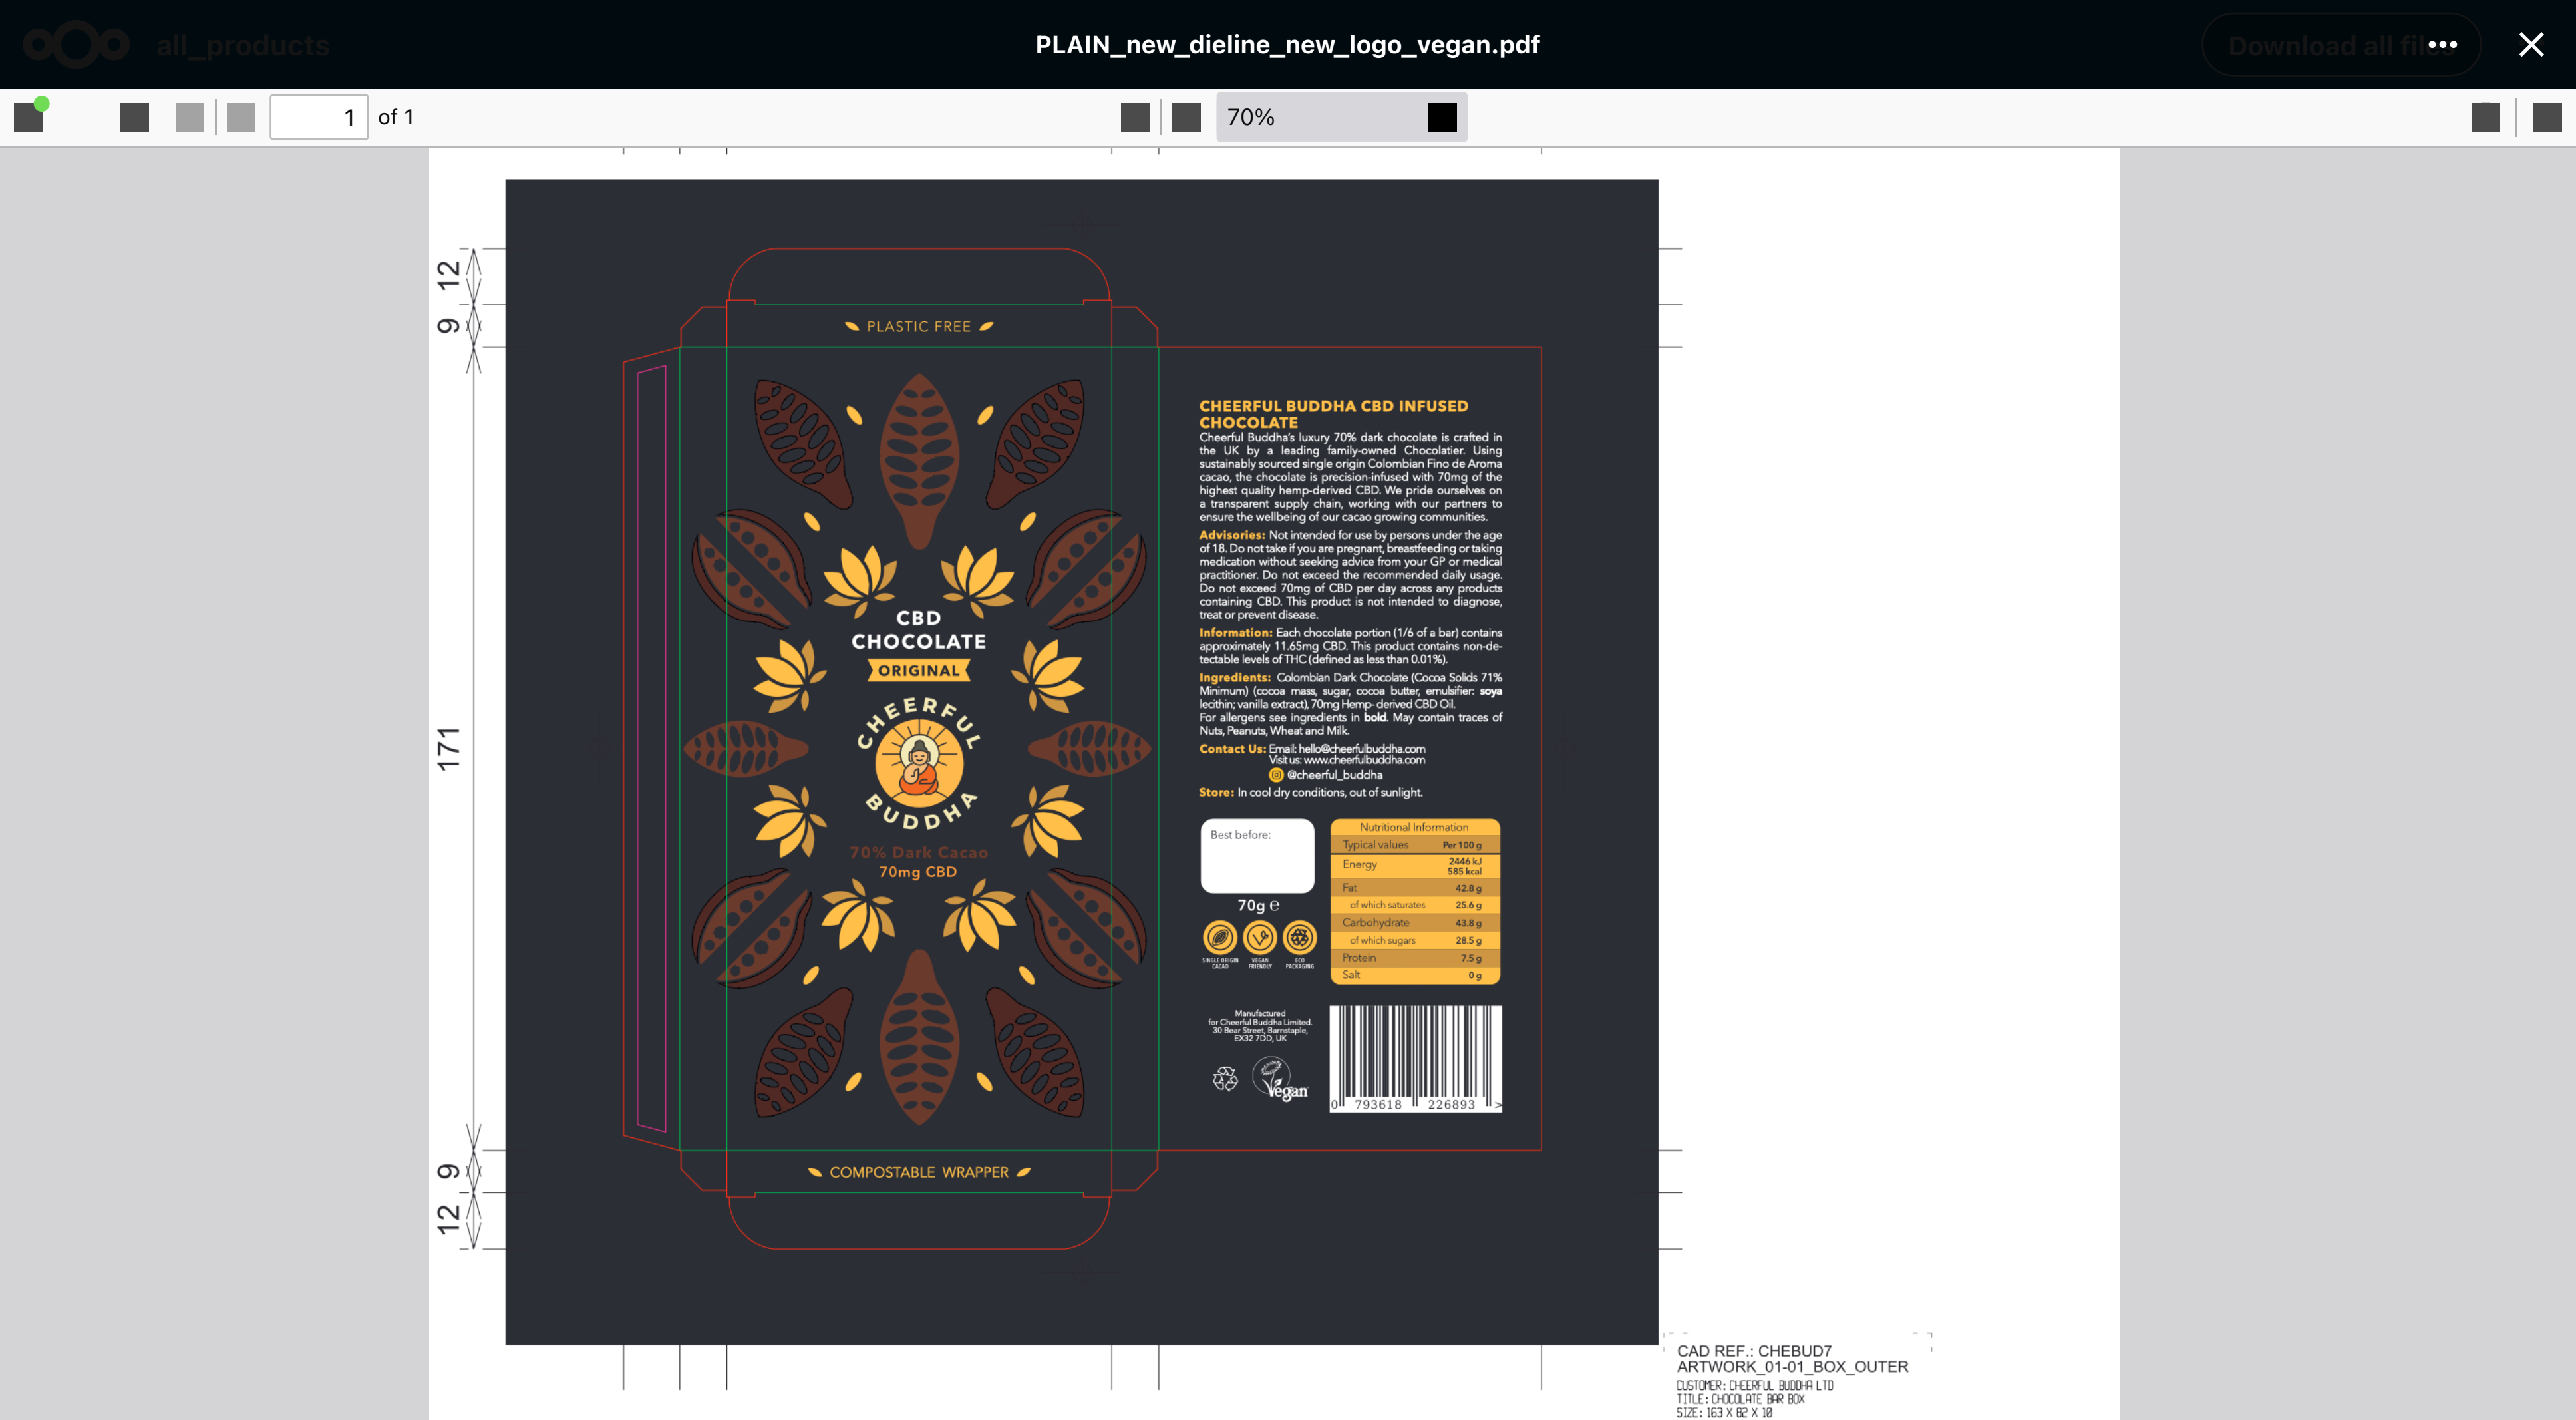 all_products
PLAIN_new_dieline_new_logo_vegan.pdf
Download all files
1 of 1
70%
12
9
171
9
12
PLASTIC FREE
CBD
CHOCOLATE
ORIGINAL
CHEERFUL
BUDDHA
70% Dark Cacao
70mg CBD
COMPOSTABLE WRAPPER
CHEERFUL BUDDHA CBD INFUSED
CHOCOLATE
Cheerful Buddha's luxury 70% dark chocolate is crafted in
the UK by a leading family-owned Chocolatier. Using
sustainably sourced single origin Colombian Fino de Aroma
cacao, the chocolate is precision-infused with 70mg of the
highest quality hemp-derived CBD. We pride ourselves on
a transparent supply chain, working with our partners to
ensure the wellbeing of our cacao growing communities.
Advisories: Not intended for use by persons under the age
of 18. Do not take if you are pregnant, breastfeeding or taking
medication without seeking advice from your GP or medical
practitioner. Do not exceed the recommended daily usage.
Do not exceed 70mg of CBD per day across any products
containing CBD. This product is not intended to diagnose,
treat or prevent disease.
Information: Each chocolate portion (1/6 of a bar) contains
approximately 11.65mg CBD. This product contains non-de-
tectable levels of THC (defined as less than 0.01%).
Ingredients: Colombian Dark Chocolate (Cocoa Solids 71%
Minimum) (cocoa mass, sugar, cocoa butter, emulsifier: soya
lecithin; vanilla extract), 70mg Hemp- derived CBD Oil.
For allergens see ingredients in bold. May contain traces of
Nuts, Peanuts, Wheat and Milk.
Contact Us: Email: hello@cheerfulbuddha.com
Visit us: www.cheerfulbuddha.com
@cheerful_buddha
Store: In cool dry conditions, out of sunlight.
Best before:
70g ℮
SINGLE ORIGIN
CACAO
VEGAN
FRIENDLY
ECO
PACKAGING
Nutritional Information
Typical values Per 100 g
Energy 2446 kJ
585 kcal
Fat 42.8 g
of which saturates 25.6 g
Carbohydrate 43.8 g
of which sugars 28.5 g
Protein 7.5 g
Salt 0 g
Manufactured
for Cheerful Buddha Limited.
30 Bear Street, Barnstaple,
EX32 7DD, UK
Vegan
0 793618 226893 >
CAD REF.: CHEBUD7
ARTWORK_01-01_BOX_OUTER
CUSTOMER: CHEERFUL BUDDHA LTD
TITLE: CHOCOLATE BAR BOX
SIZE: 163 X 82 X 10